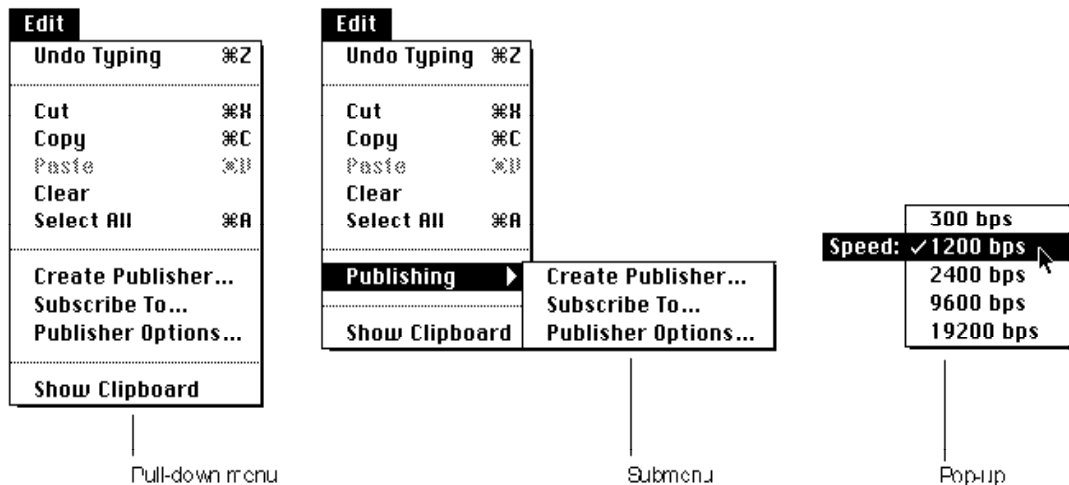 Edit
Undo Typing ⌘Z
Cut ⌘X
Copy ⌘C
Paste ⌘V
Clear
Select All ⌘A
Create Publisher...
Subscribe To...
Publisher Options...
Show Clipboard
Pull-down menu
Edit
Undo Typing ⌘Z
Cut ⌘X
Copy ⌘C
Paste ⌘V
Clear
Select All ⌘A
Publishing
Show Clipboard
Create Publisher...
Subscribe To...
Publisher Options...
Submenu
300 bps
Speed: ✓1200 bps
2400 bps
9600 bps
19200 bps
Pop-up